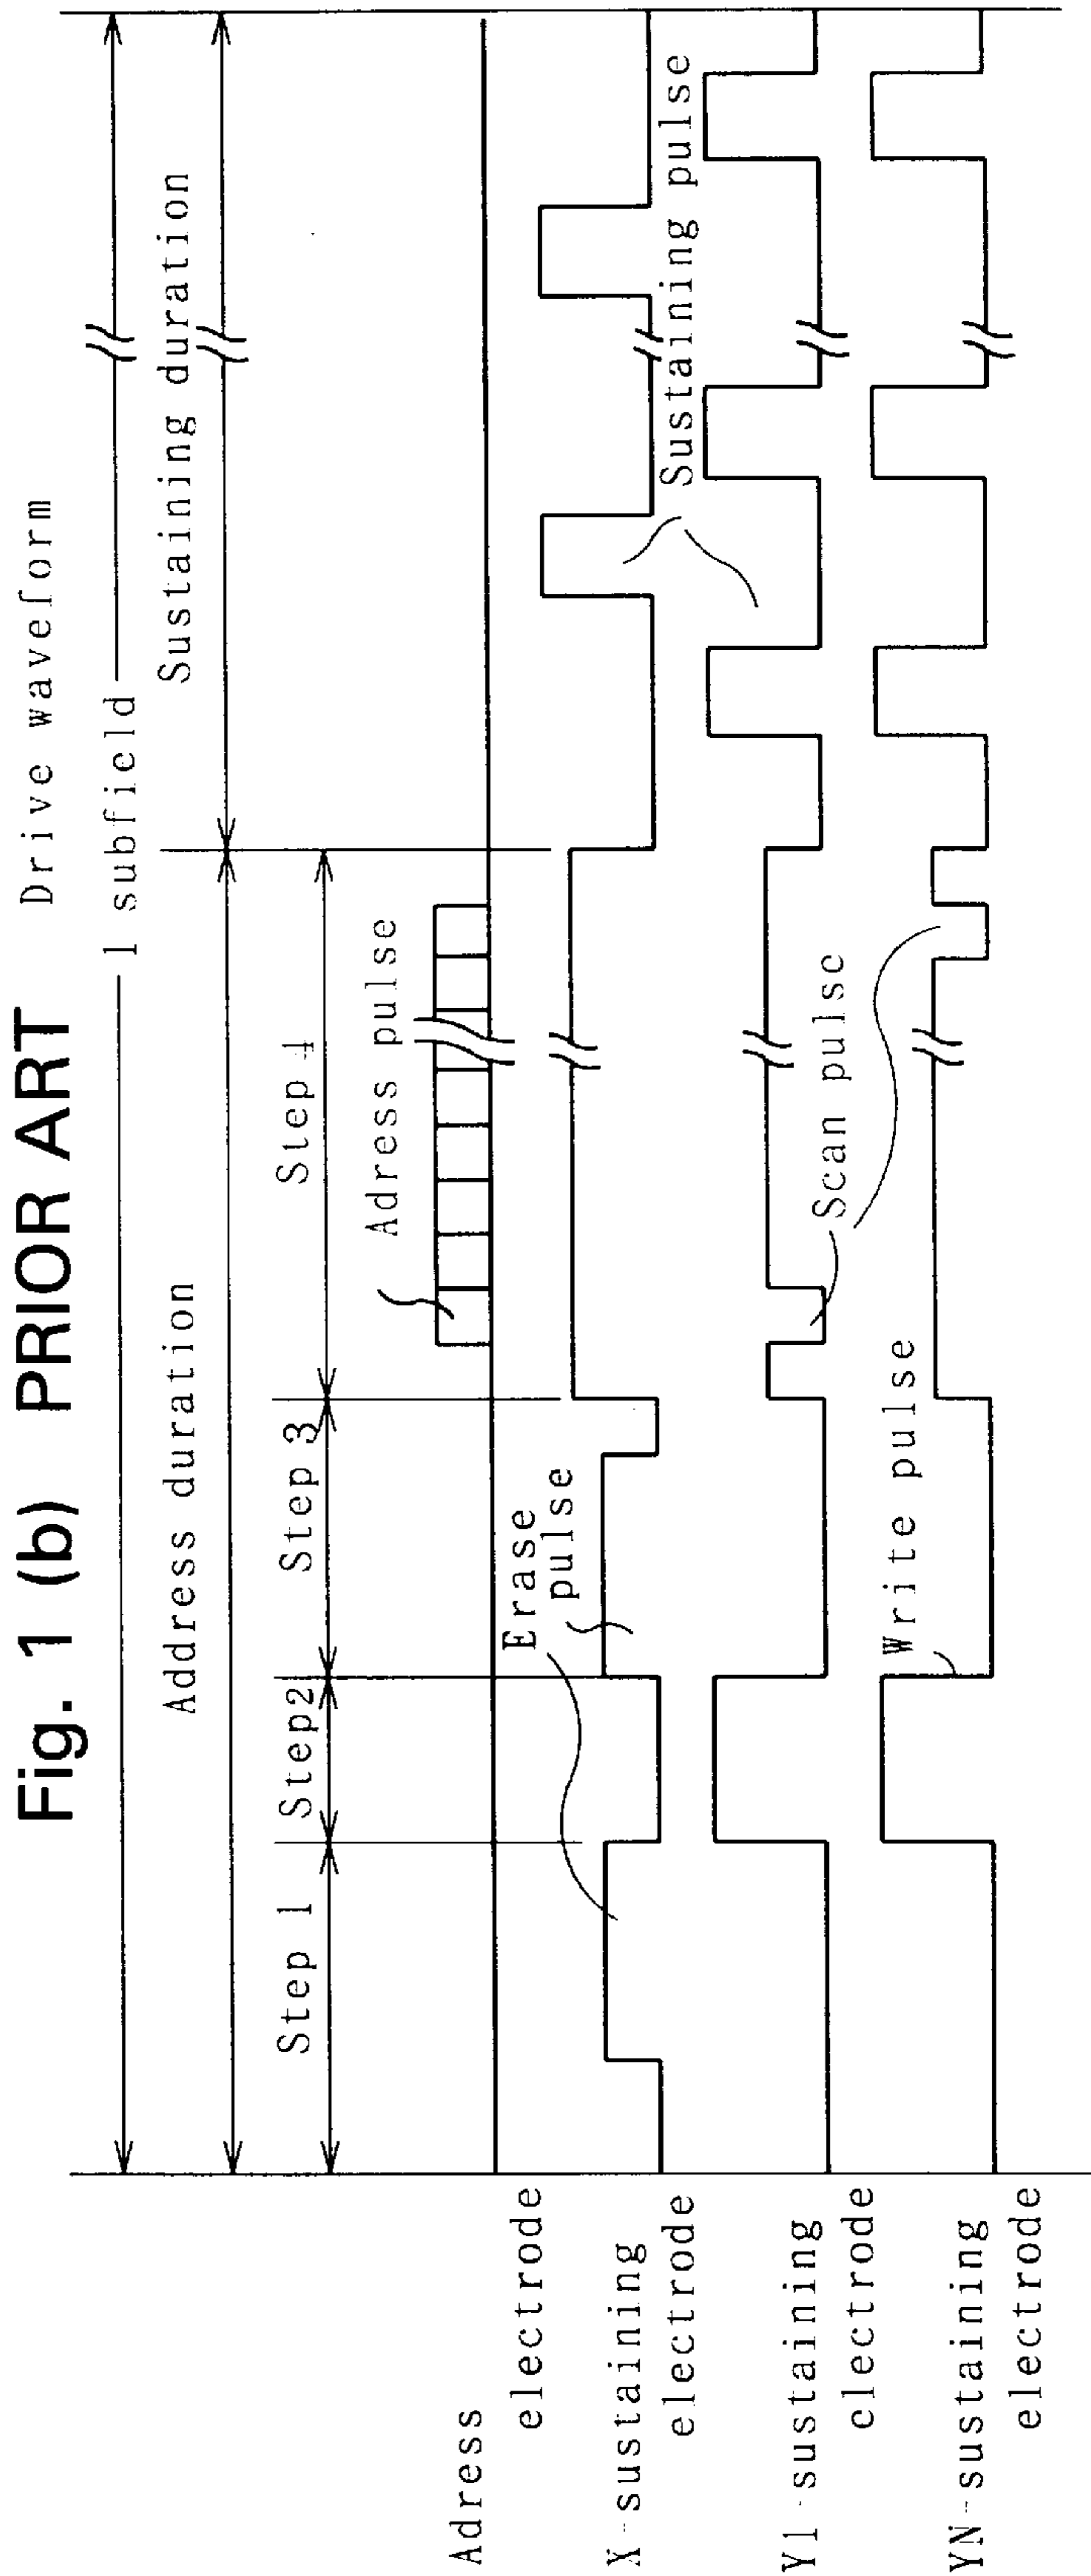 Fig. 1 (b) PRIOR ART
Drive waveform
1 subfield
Address duration
Sustaining duration
Step 1
Step2
Step 3
Step 4
Adress pulse
Adress
electrode
Erase
pulse
X-sustaining
electrode
Sustaining pulse
Y1-sustaining
electrode
Scan pulse
Write pulse
YN-sustaining
electrode